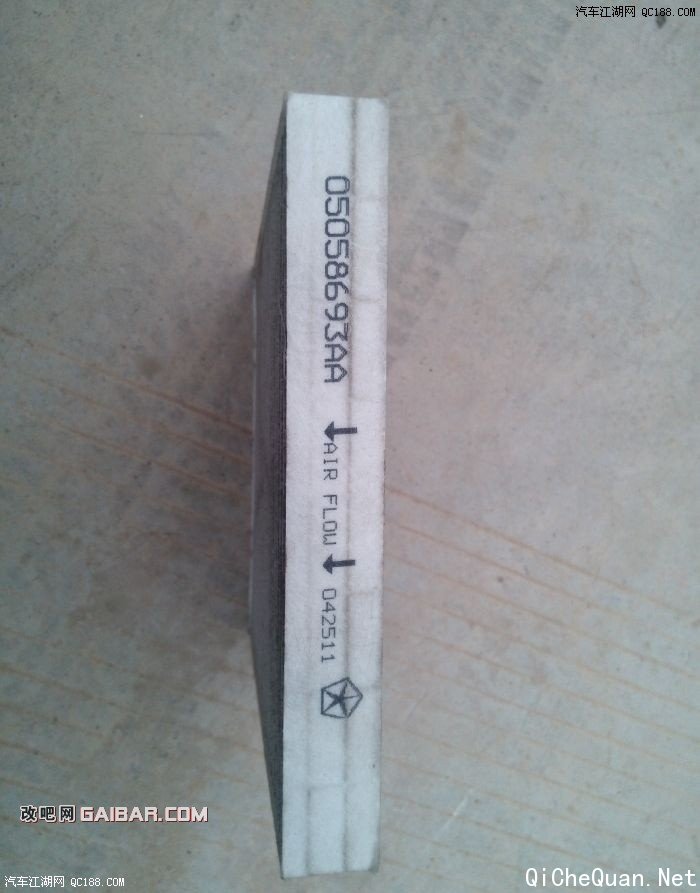 汽车江湖网 QC188.COM
05058693AA
AIR FLOW
042511
改吧网 GAIBAR.COM
汽车江湖网 QC188.COM
QiCheQuan.Net